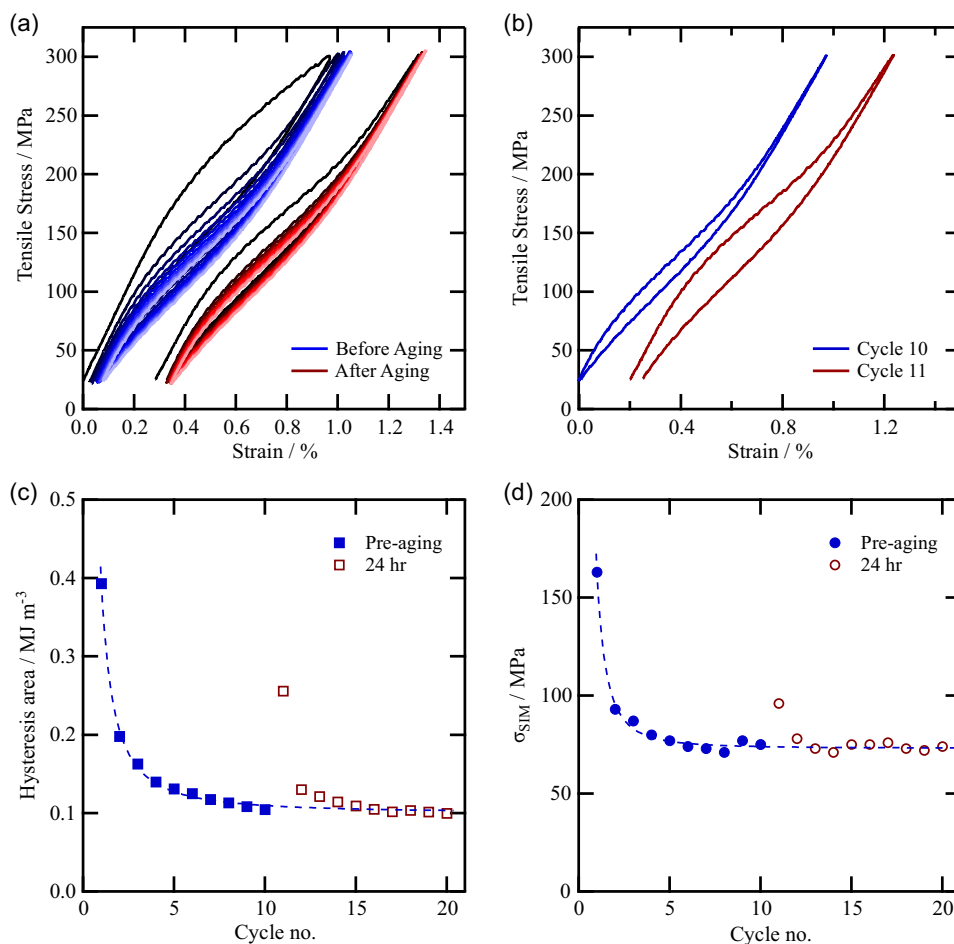 (a)
Tensile Stress / MPa
300
250
200
150
100
50
0
Before Aging
After Aging
0.0 0.2 0.4 0.6 0.8 1.0 1.2 1.4
Strain / %
(b)
Tensile Stress / MPa
300
250
200
150
100
50
0
Cycle 10
Cycle 11
0.0 0.4 0.8 1.2
Strain / %
(c)
Hysteresis area / MJ m⁻³
0.5
0.4
0.3
0.2
0.1
0.0
Pre-aging
24 hr
0 5 10 15 20
Cycle no.
(d)
σSIM / MPa
200
150
100
50
0
Pre-aging
24 hr
0 5 10 15 20
Cycle no.